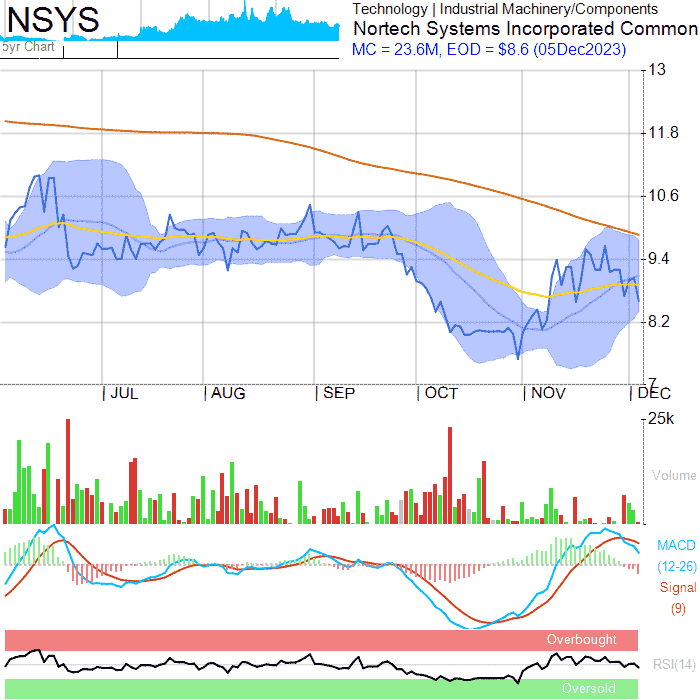 NSYS
Technology | Industrial Machinery/Components
Nortech Systems Incorporated Common
MC = 23.6M, EOD = $8.6 (05Dec2023)
5yr Chart
13
11.8
10.6
9.4
8.2
7
JUL
AUG
SEP
OCT
NOV
DEC
25k
Volume
MACD
(12-26)
Signal
(9)
Overbought
RSI(14)
Oversold